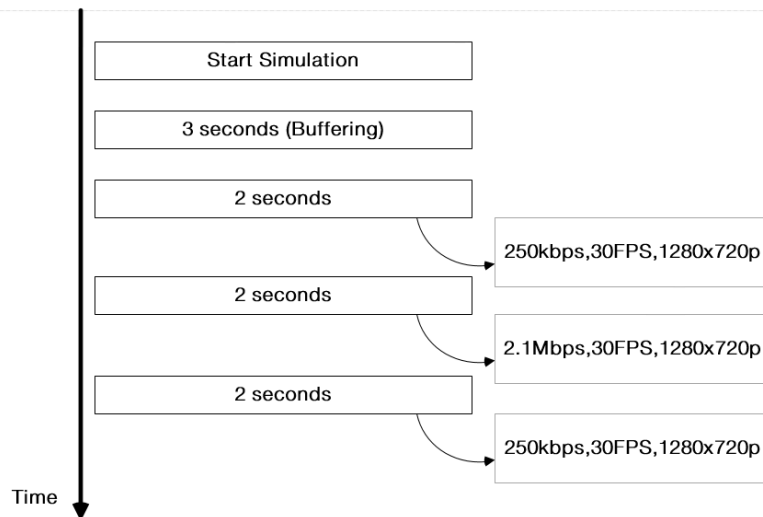 Start Simulation
3 seconds (Buffering)
2 seconds
250kbps,30FPS,1280x720p
2 seconds
2.1Mbps,30FPS,1280x720p
2 seconds
250kbps,30FPS,1280x720p
Time